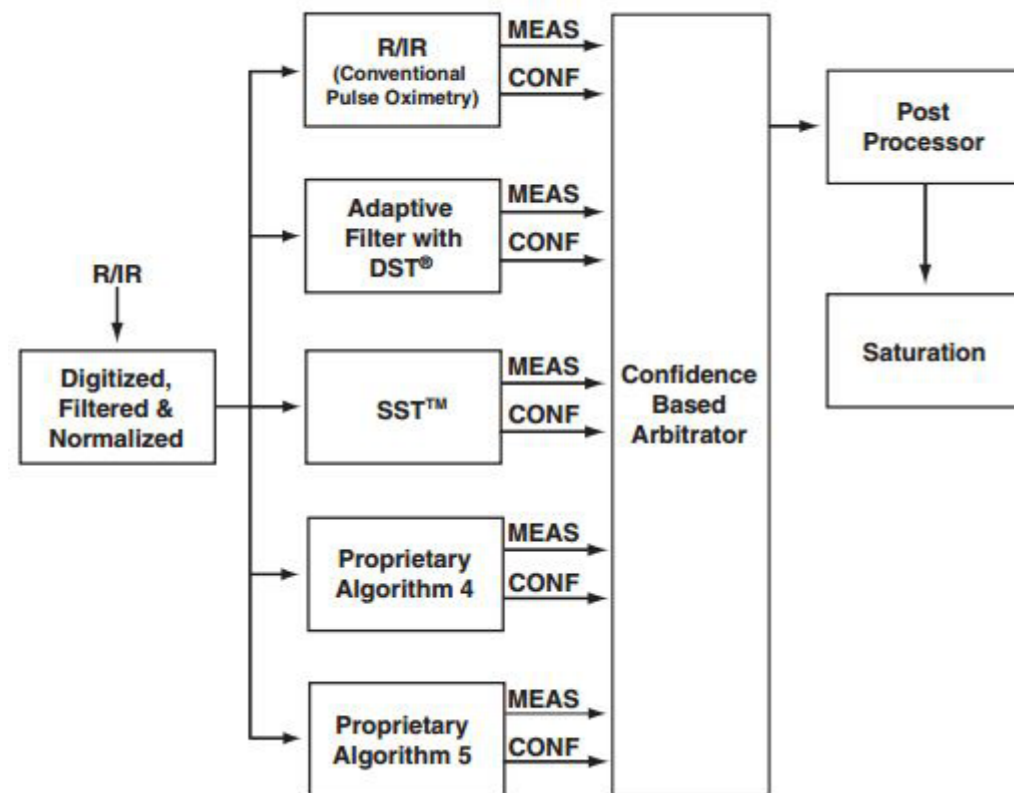 R/IR
Digitized,
Filtered &
Normalized
R/IR
(Conventional
Pulse Oximetry)
MEAS
CONF
Adaptive
Filter with
DST®
MEAS
CONF
SST™
MEAS
CONF
Proprietary
Algorithm 4
MEAS
CONF
Proprietary
Algorithm 5
MEAS
CONF
Confidence
Based
Arbitrator
Post
Processor
Saturation